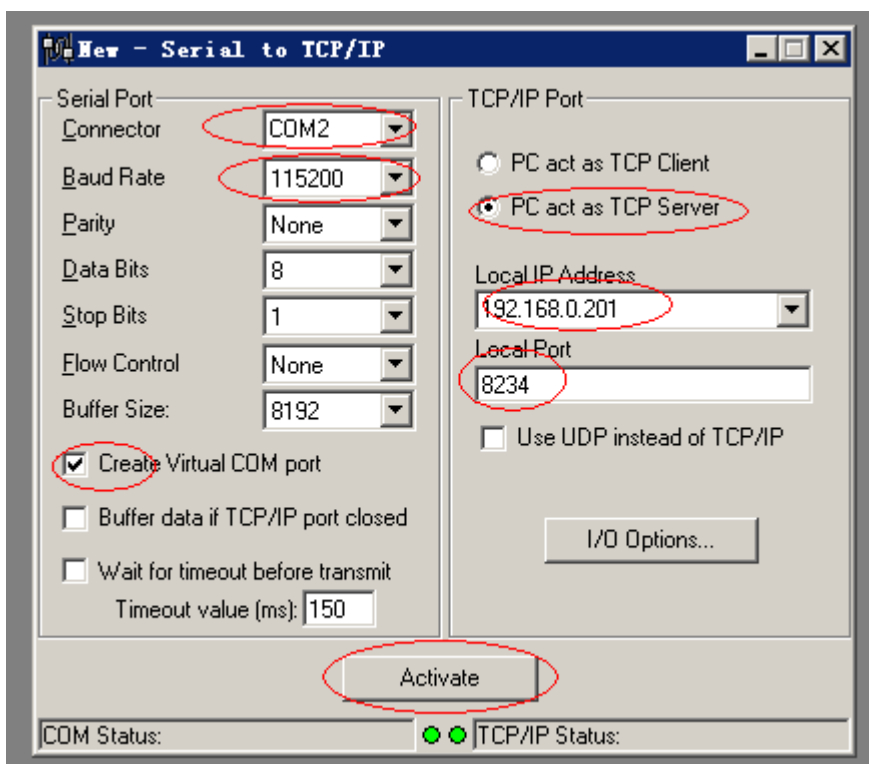 New - Serial to TCP/IP
Serial Port
Connector COM2
Baud Rate 115200
Parity None
Data Bits 8
Stop Bits 1
Flow Control None
Buffer Size: 8192
Create Virtual COM port
Buffer data if TCP/IP port closed
Wait for timeout before transmit
Timeout value (ms): 150
TCP/IP Port
PC act as TCP Client
PC act as TCP Server
Local IP Address
192.168.0.201
Local Port
8234
Use UDP instead of TCP/IP
I/O Options...
Activate
COM Status:
TCP/IP Status: